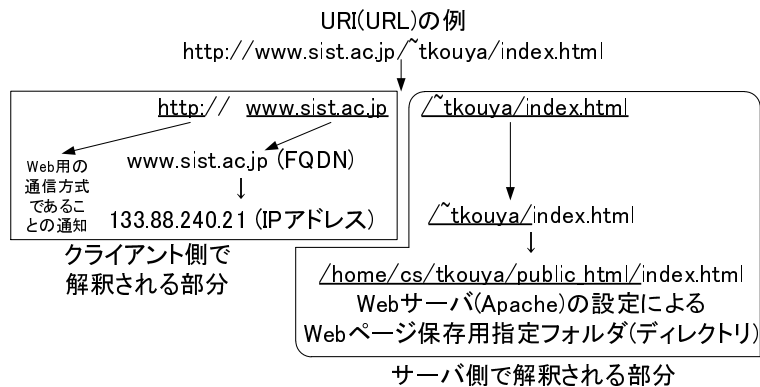 URI(URL)の例
http://www.sist.ac.jp/~tkouya/index.html
http:// www.sist.ac.jp
Web用の
通信方式
であるこ
との通知
www.sist.ac.jp (FQDN)
↓
133.88.240.21 (IPアドレス)
クライアント側で
解釈される部分
/~tkouya/index.html
/~tkouya/index.html
↓
/home/cs/tkouya/public_html/index.html
Webサーバ(Apache)の設定による
Webページ保存用指定フォルダ(ディレクトリ)
サーバ側で解釈される部分